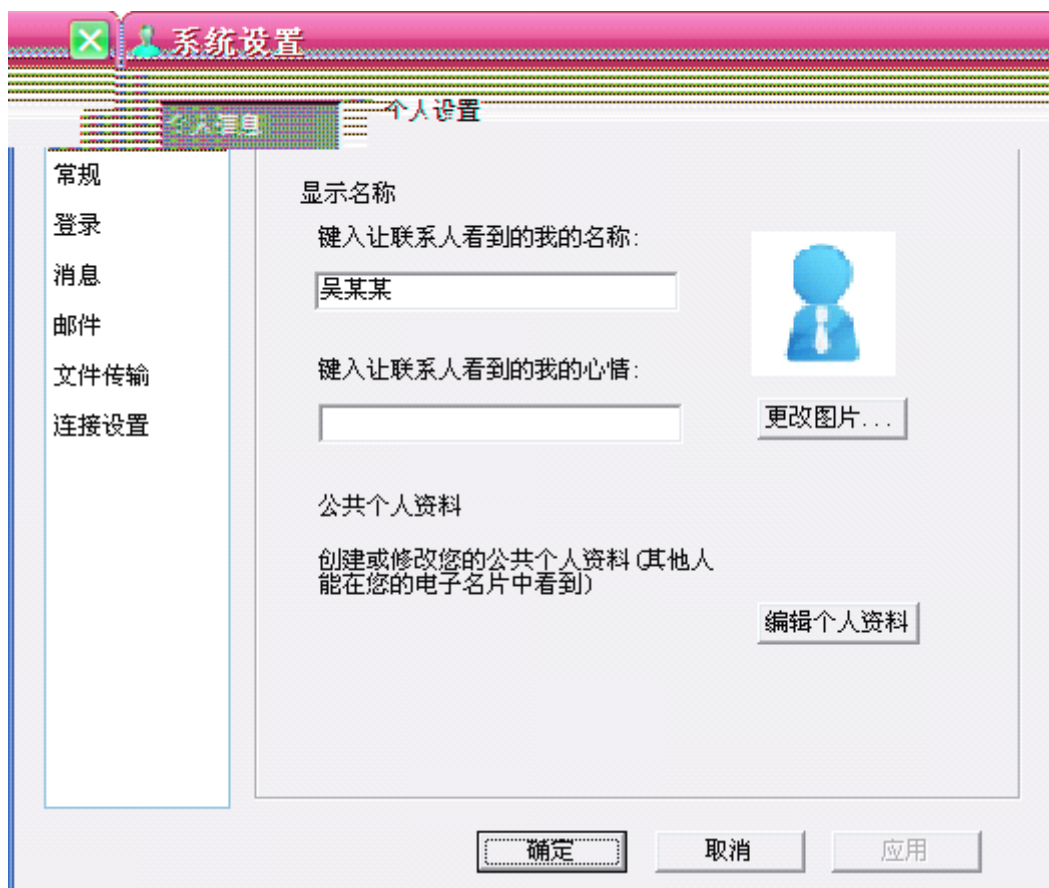 系统设置
个人信息
个人设置
常规
登录
消息
邮件
文件传输
连接设置
显示名称
键入让联系人看到的我的名称:
吴某某
键入让联系人看到的我的心情:
更改图片...
公共个人资料
创建或修改您的公共个人资料(其他人
能在您的电子名片中看到)
编辑个人资料
确定
取消
应用